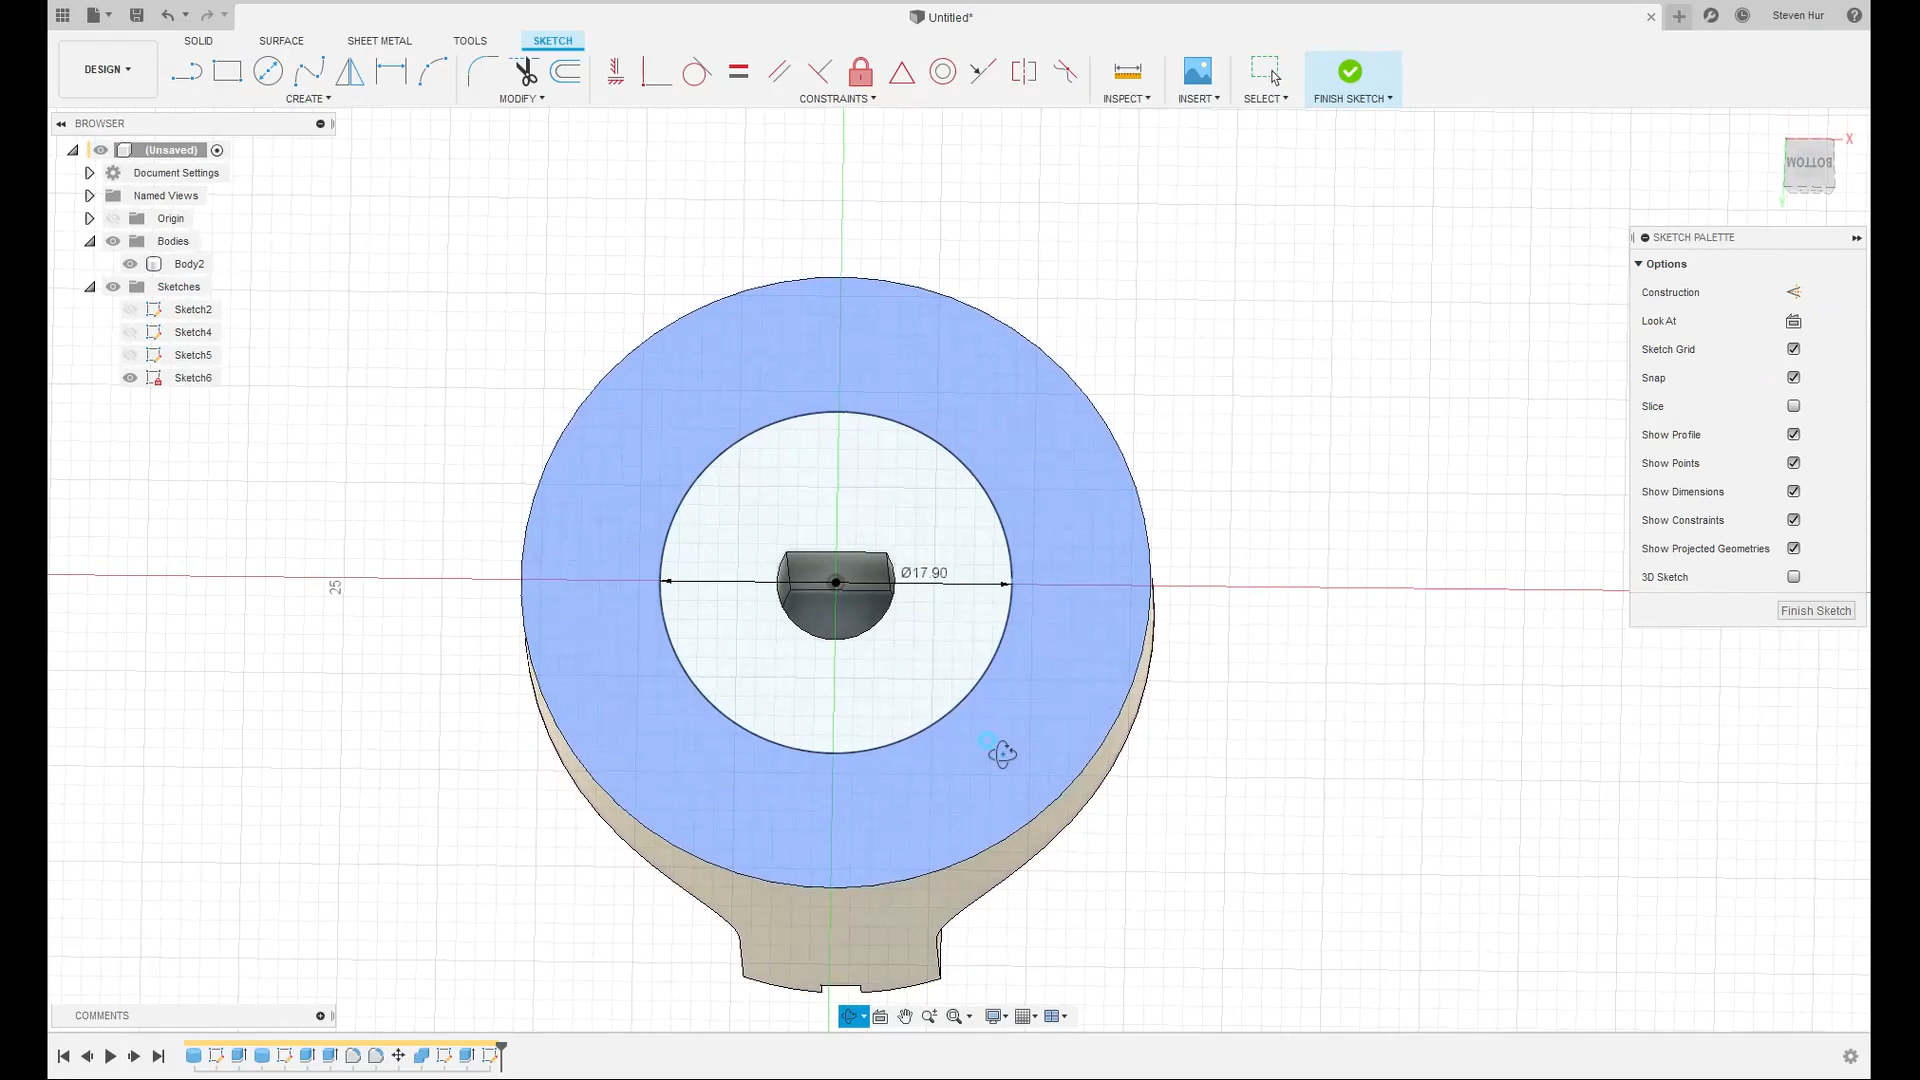 Untitled*
Steven Hur
SOLID
SURFACE
SHEET METAL
TOOLS
SKETCH
DESIGN
CREATE
MODIFY
CONSTRAINTS
INSPECT
INSERT
SELECT
FINISH SKETCH
BROWSER
(Unsaved)
Document Settings
Named Views
Origin
Bodies
Body2
Sketches
Sketch2
Sketch4
Sketch5
Sketch6
X
BOTTOM
SKETCH PALETTE
Options
Construction
Look At
Sketch Grid
Snap
Slice
Show Profile
Show Points
Show Dimensions
Show Constraints
Show Projected Geometries
3D Sketch
Finish Sketch
25
Ø17.90
COMMENTS